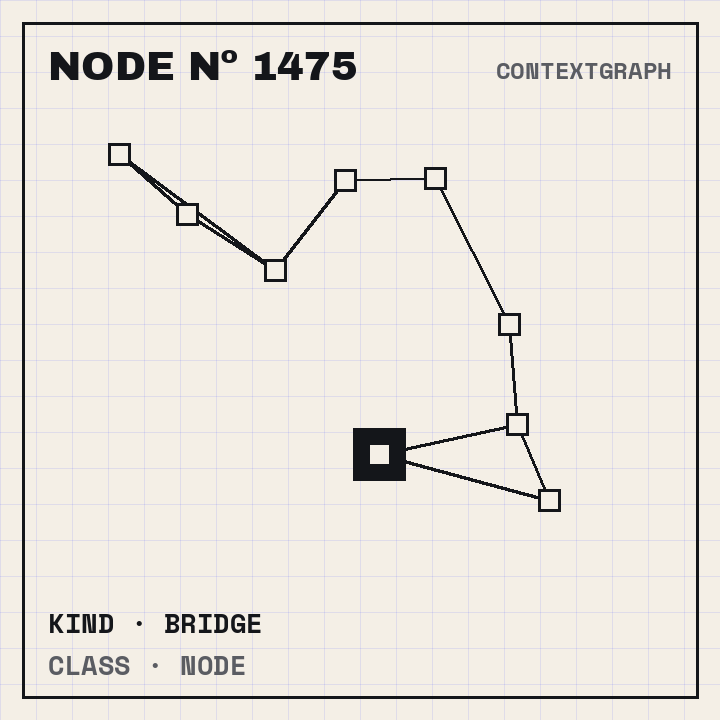 NODE Nº 1475
CONTEXTGRAPH
KIND · BRIDGE
CLASS · NODE